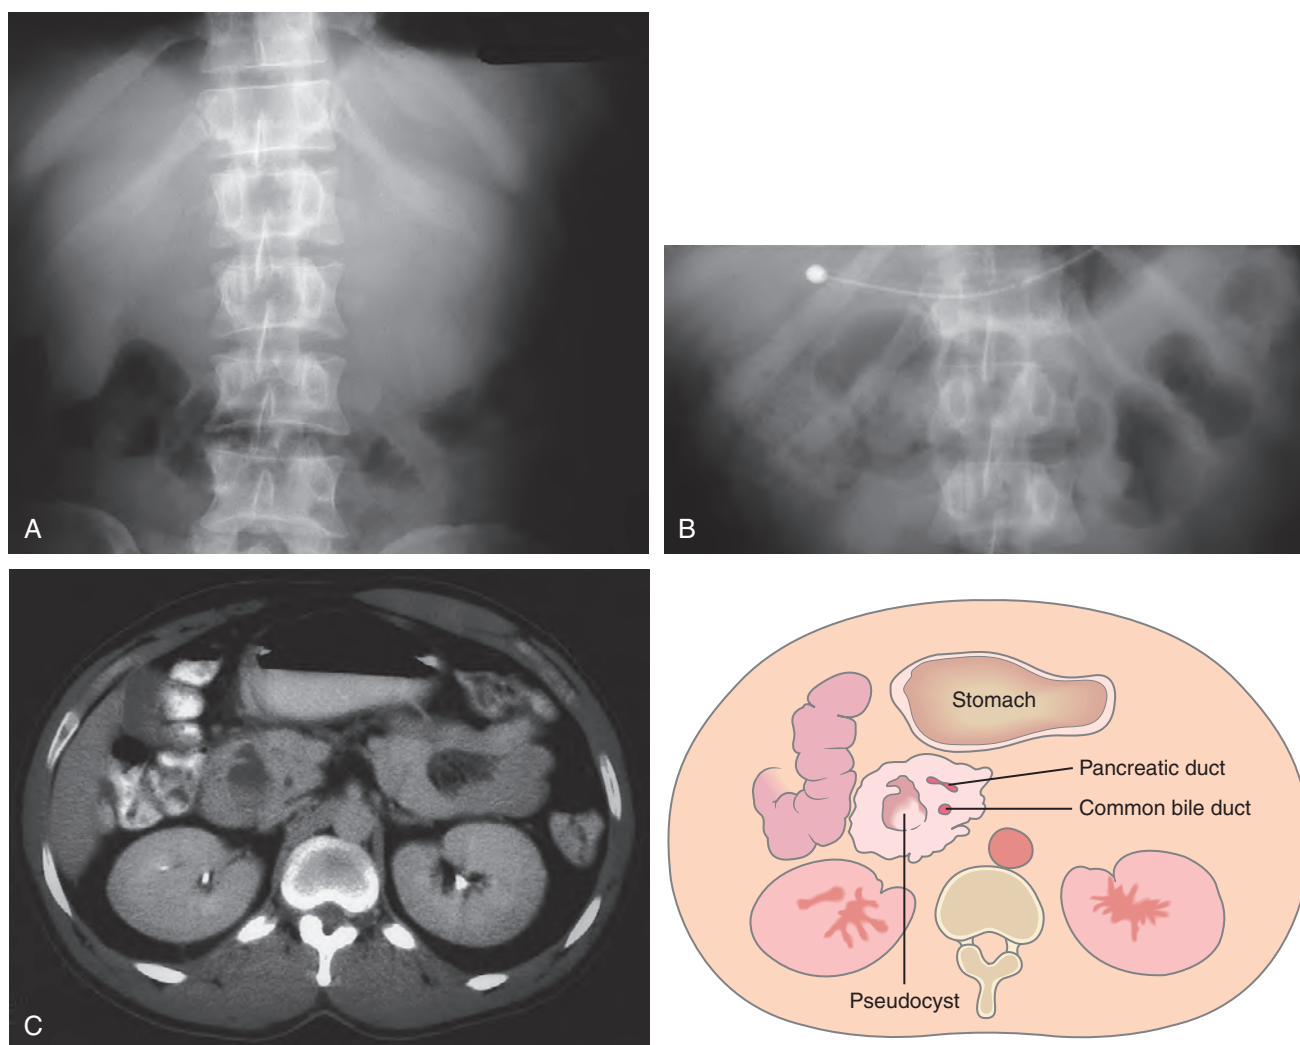 A
B
C
Stomach
Pancreatic duct
Common bile duct
Pseudocyst